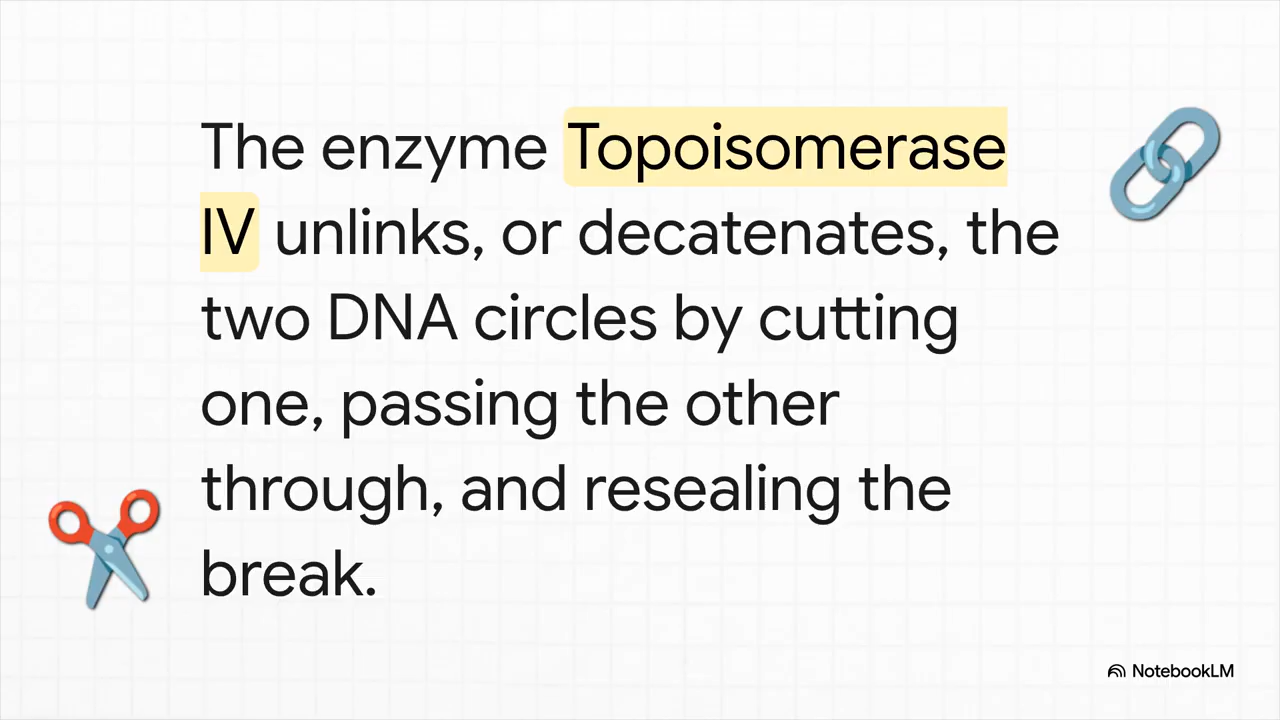 The enzyme Topoisomerase
IV unlinks, or decatenates, the
two DNA circles by cutting
one, passing the other
through, and resealing the
break.
NotebookLM